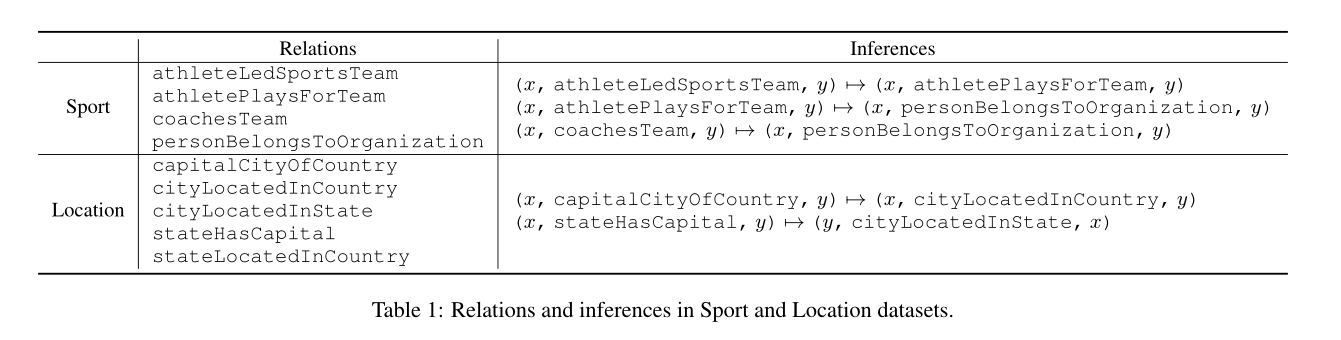 Relations Inferences
Sport
athleteLedSportsTeam
athletePlaysForTeam
coachesTeam
personBelongsToOrganization
(x, athleteLedSportsTeam, y) ↦ (x, athletePlaysForTeam, y)
(x, athletePlaysForTeam, y) ↦ (x, personBelongsToOrganization, y)
(x, coachesTeam, y) ↦ (x, personBelongsToOrganization, y)
Location
capitalCityOfCountry
cityLocatedInCountry
cityLocatedInState
stateHasCapital
stateLocatedInCountry
(x, capitalCityOfCountry, y) ↦ (x, cityLocatedInCountry, y)
(x, stateHasCapital, y) ↦ (y, cityLocatedInState, x)
Table 1: Relations and inferences in Sport and Location datasets.